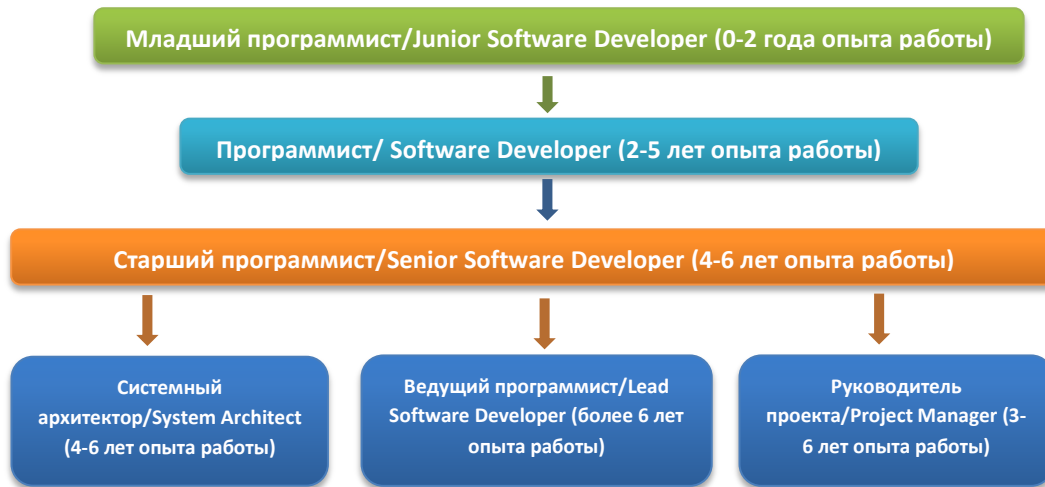 Младший программист/Junior Software Developer (0-2 года опыта работы)
Программист/ Software Developer (2-5 лет опыта работы)
Старший программист/Senior Software Developer (4-6 лет опыта работы)
Системный
архитектор/System Architect
(4-6 лет опыта работы)
Ведущий программист/Lead
Software Developer (более 6 лет
опыта работы)
Руководитель
проекта/Project Manager (3-
6 лет опыта работы)